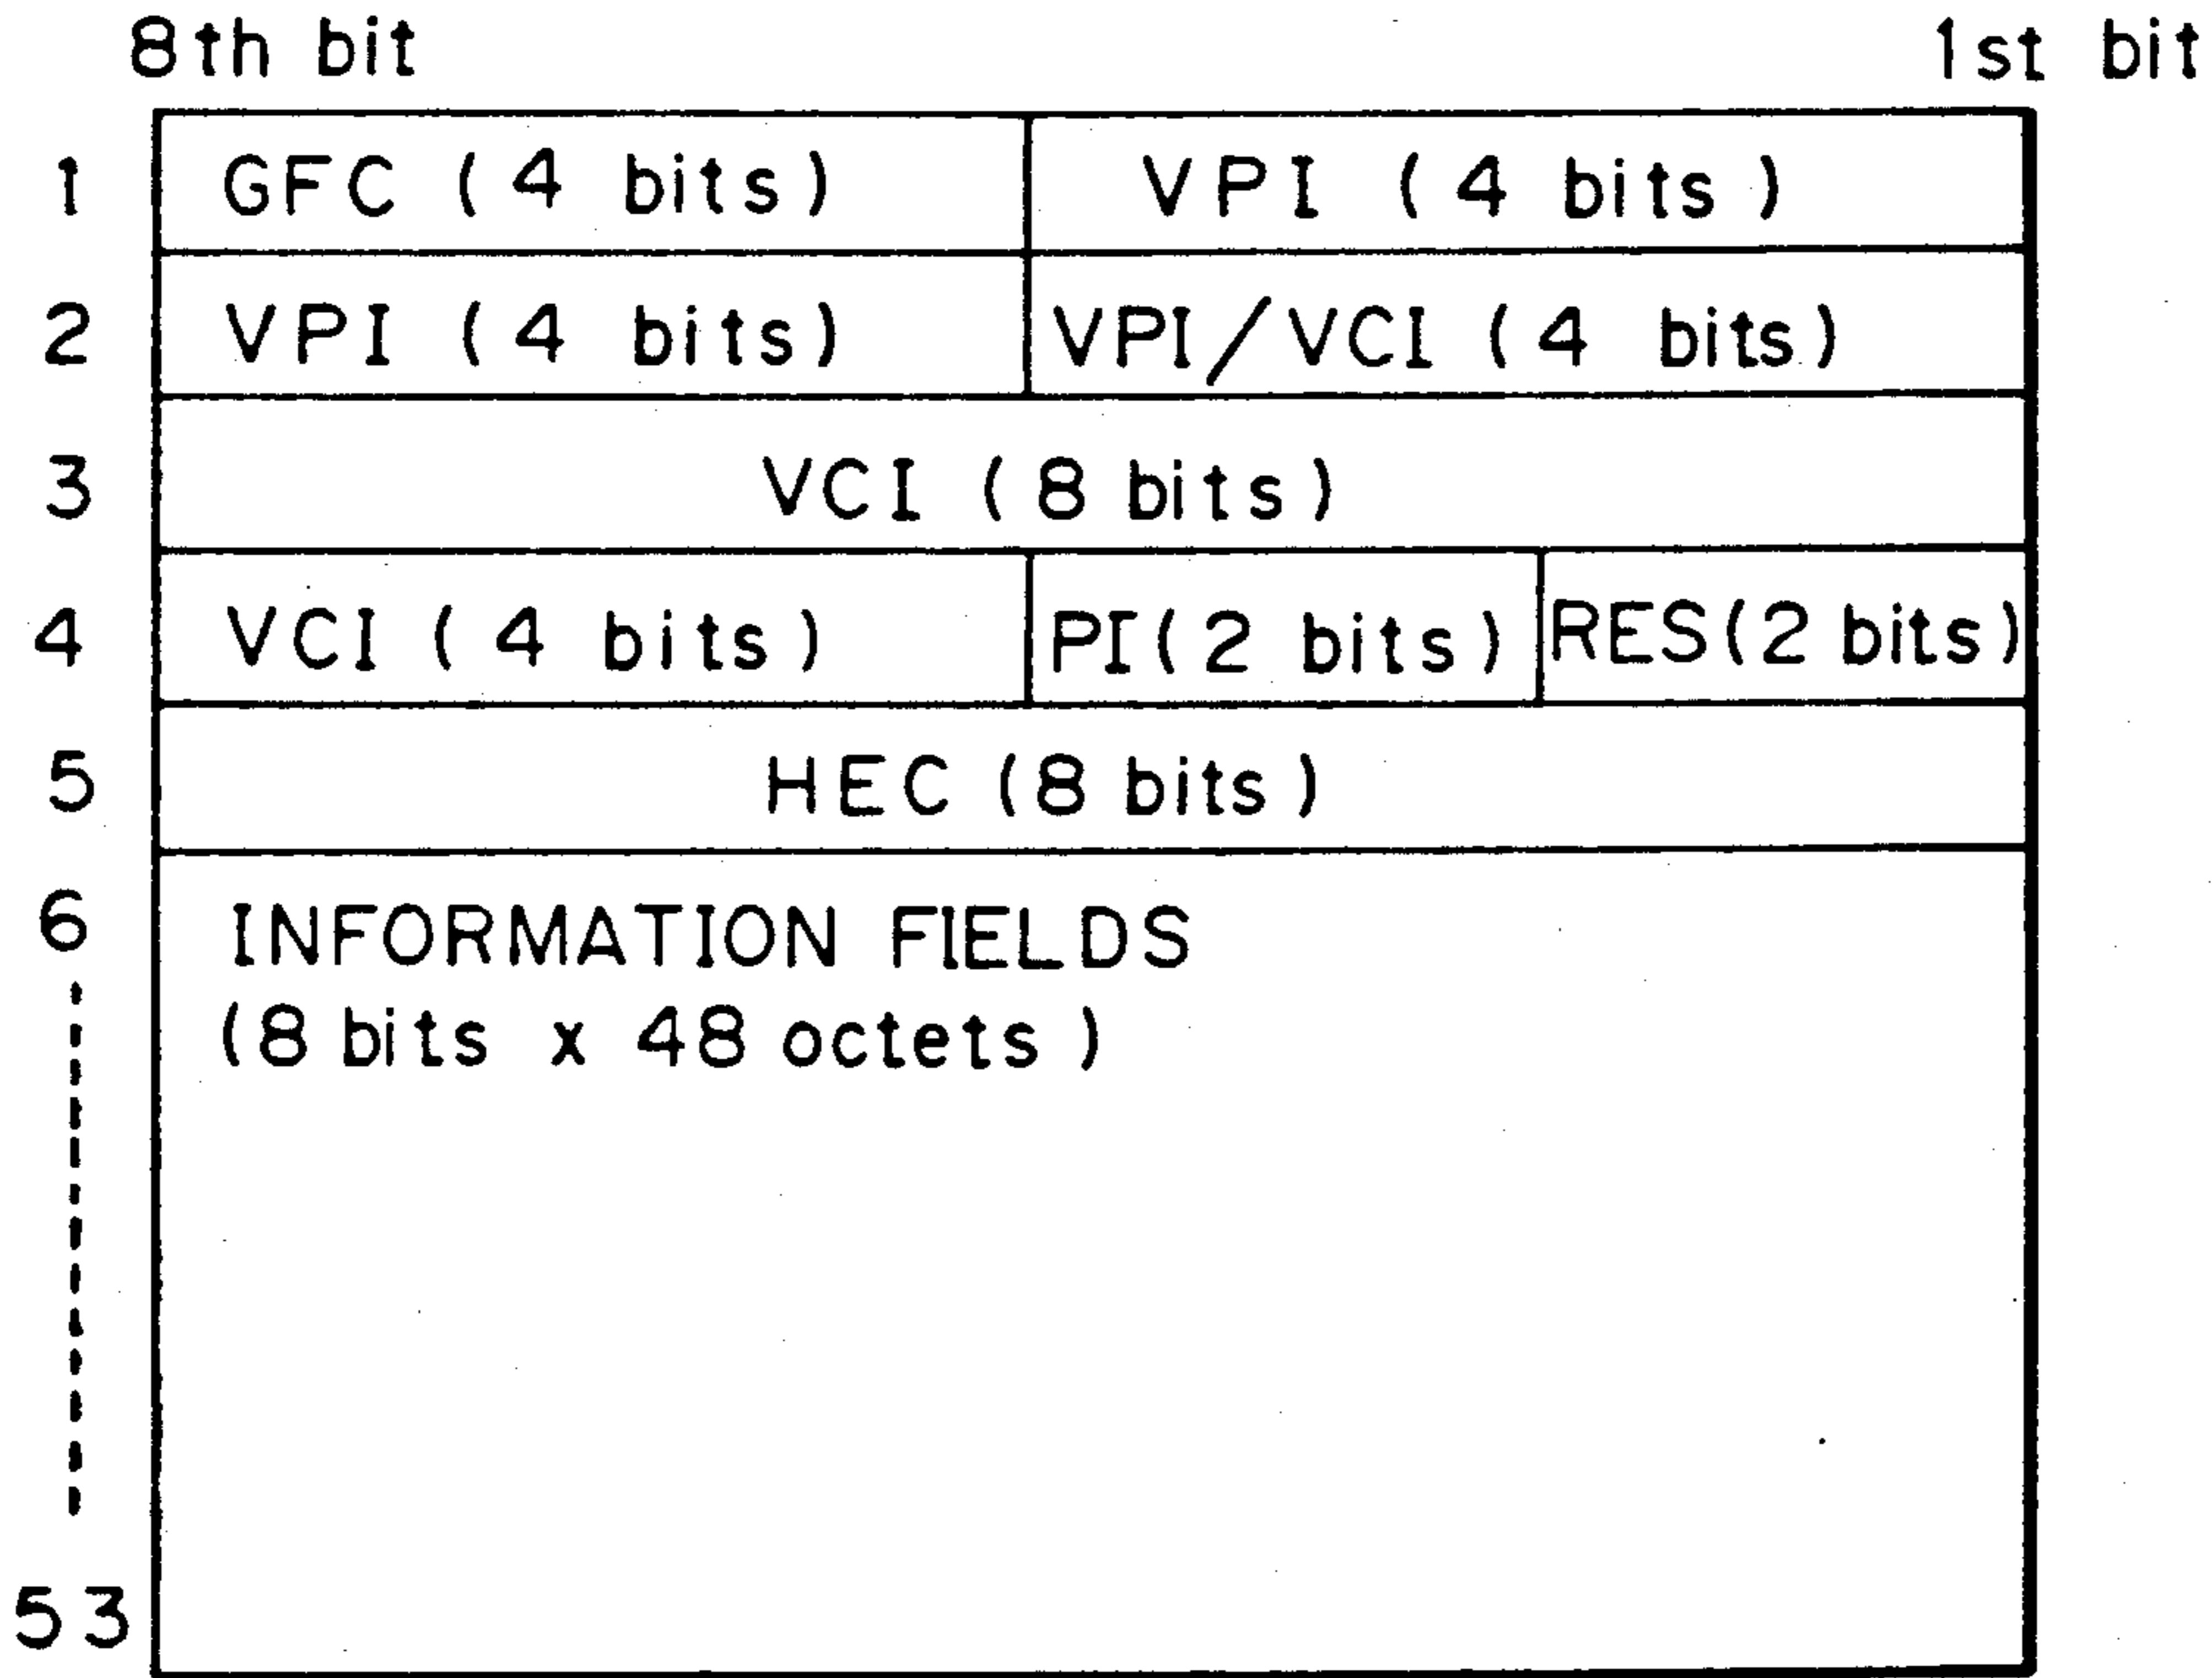 8th bit 1st bit
1 GFC (4 bits) VPI (4 bits)
2 VPI (4 bits) VPI/VCI (4 bits)
3 VCI (8 bits)
4 VCI (4 bits) PI(2 bits) RES(2 bits)
5 HEC (8 bits)
6 INFORMATION FIELDS
(8 bits x 48 octets)
53